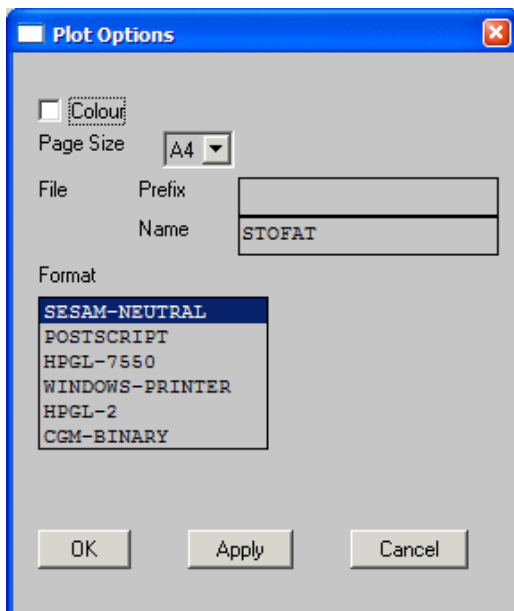 Plot Options
Colour
Page Size A4
File Prefix
Name STOFAT
Format
SESAM-NEUTRAL
POSTSCRIPT
HPGL-7550
WINDOWS-PRINTER
HPGL-2
CGM-BINARY
OK Apply Cancel